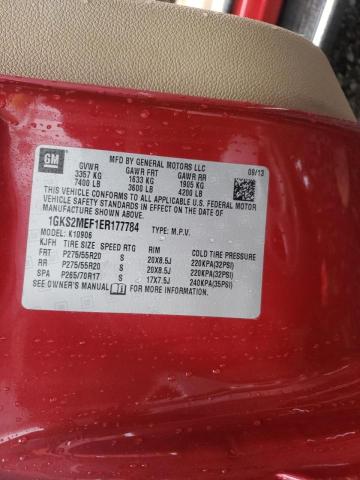 GM
MFD BY GENERAL MOTORS LLC
08/13
GVWR GAWR FRT GAWR RR
3357 KG 1633 KG 1905 KG
7400 LB 3600 LB 4200 LB
THIS VEHICLE CONFORMS TO ALL APPLICABLE U.S. FEDERAL MOTOR
VEHICLE SAFETY STANDARDS IN EFFECT ON THE DATE OF
MANUFACTURE SHOWN ABOVE.
1GKS2MEF1ER177784 TYPE: M.P.V.
MODEL: K10906
KJFH TIRE SIZE SPEED RTG RIM COLD TIRE PRESSURE
FRT P275/55R20 S 20X8.5J 220KPA(32PSI)
RR P275/55R20 S 20X8.5J 220KPA(32PSI)
SPA P265/70R17 S 17X7.5J 240KPA(35PSI)
SEE OWNER'S MANUAL FOR MORE INFORMATION